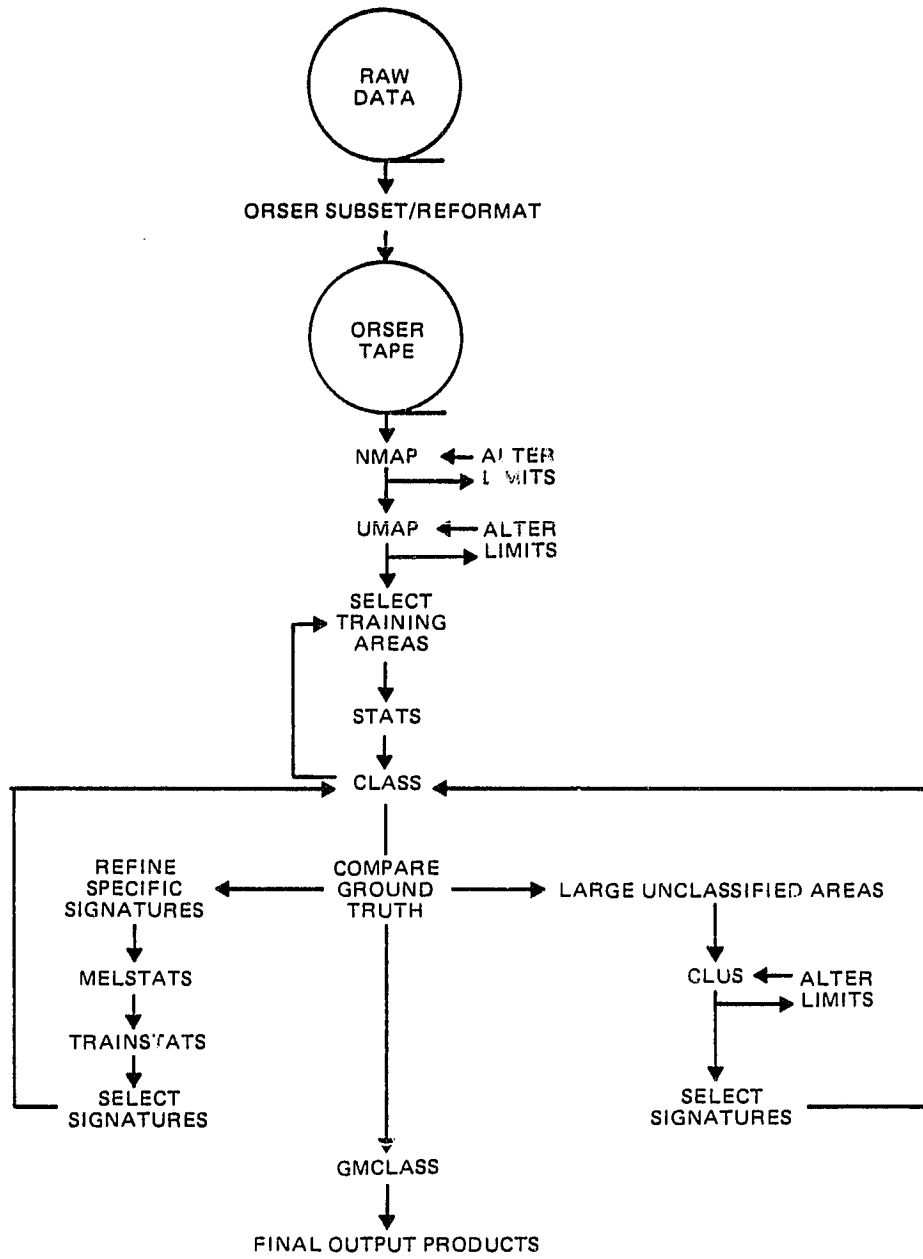 RAW
DATA
ORSER SUBSET/REFORMAT
ORSER
TAPE
NMAP
ALTER
LIMITS
UMAP
ALTER
LIMITS
SELECT
TRAINING
AREAS
STATS
CLASS
REFINE
SPECIFIC
SIGNATURES
COMPARE
GROUND
TRUTH
LARGE UNCLASSIFIED AREAS
MELSTATS
CLUS
ALTER
LIMITS
TRAINSTATS
SELECT
SIGNATURES
SELECT
SIGNATURES
GMCLASS
FINAL OUTPUT PRODUCTS